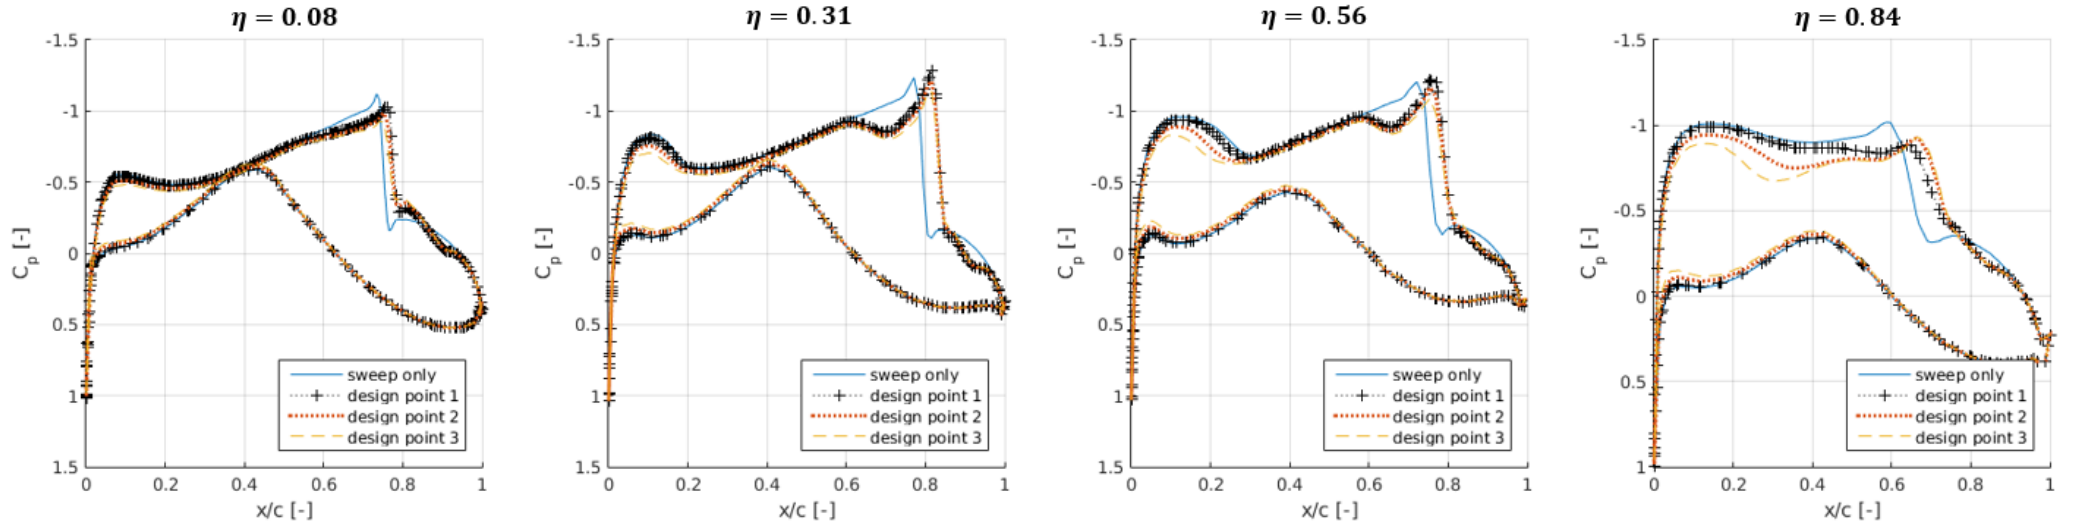 η = 0.08
-1.5
-1
-0.5
0
0.5
1
1.5
C_p [-]
0 0.2 0.4 0.6 0.8 1
x/c [-]
sweep only
design point 1
design point 2
design point 3
η = 0.31
-1.5
-1
-0.5
0
0.5
1
1.5
C_p [-]
0 0.2 0.4 0.6 0.8 1
x/c [-]
sweep only
design point 1
design point 2
design point 3
η = 0.56
-1.5
-1
-0.5
0
0.5
1
1.5
C_p [-]
0 0.2 0.4 0.6 0.8 1
x/c [-]
sweep only
design point 1
design point 2
design point 3
η = 0.84
-1.5
-1
-0.5
0
0.5
1
C_p [-]
0 0.2 0.4 0.6 0.8 1
x/c [-]
sweep only
design point 1
design point 2
design point 3